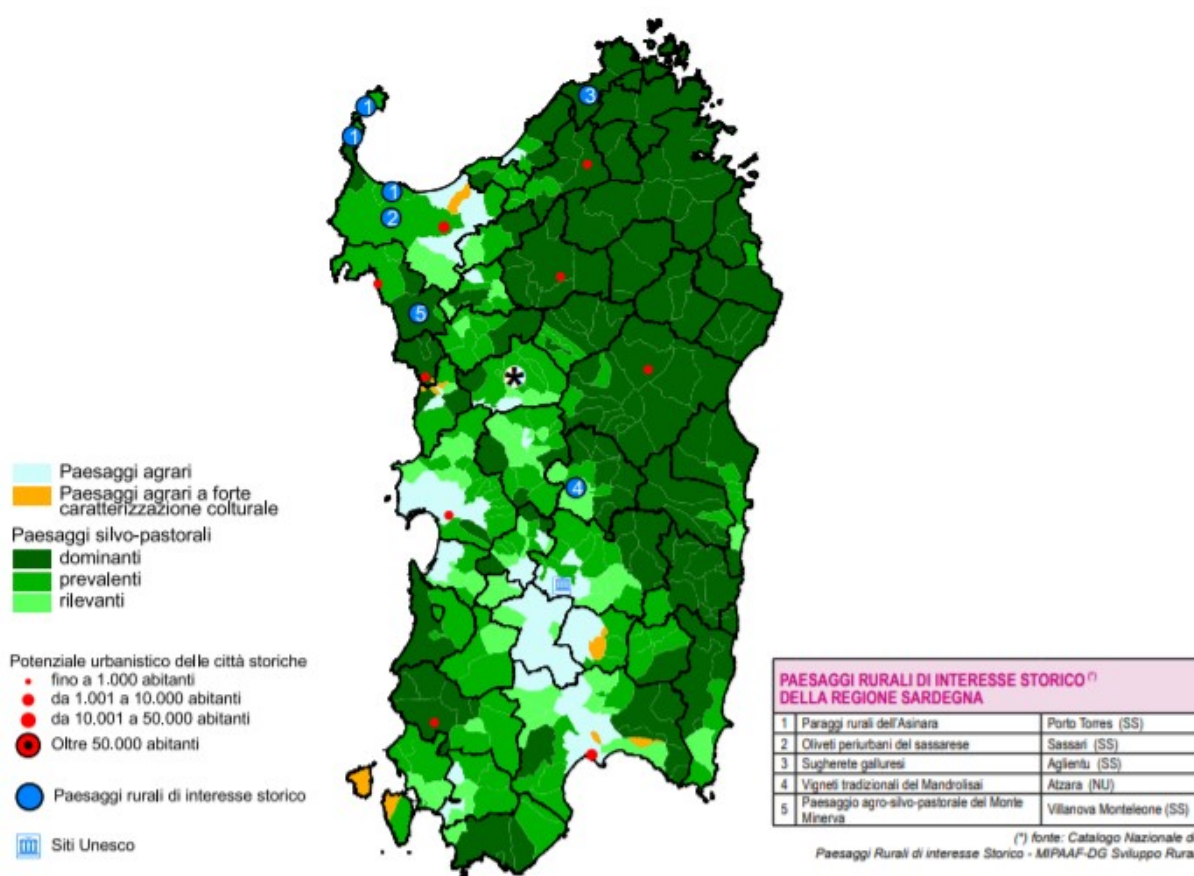 1
1
1
2
3
5
*
4
Paesaggi agrari
Paesaggi agrari a forte
caratterizzazione colturale
Paesaggi silvo-pastorali
dominanti
prevalenti
rilevanti
Potenziale urbanistico delle città storiche
fino a 1.000 abitanti
da 1.001 a 10.000 abitanti
da 10.001 a 50.000 abitanti
Oltre 50.000 abitanti
Paesaggi rurali di interesse storico
Siti Unesco
PAESAGGI RURALI DI INTERESSE STORICO (*)
DELLA REGIONE SARDEGNA
1 Paraggi rurali dell'Asinara Porto Torres (SS)
2 Oliveti periurbani del sassarese Sassari (SS)
3 Sugherete galluresi Aglientu (SS)
4 Vigneti tradizionali del Mandrolisai Atzara (NU)
5 Paesaggio agro-silvo-pastorale del Monte Minerva Villanova Monteleone (SS)
(*) fonte: Catalogo Nazionale de
Paesaggi Rurali di interesse Storico - MIPAAF-DG Sviluppo Rura